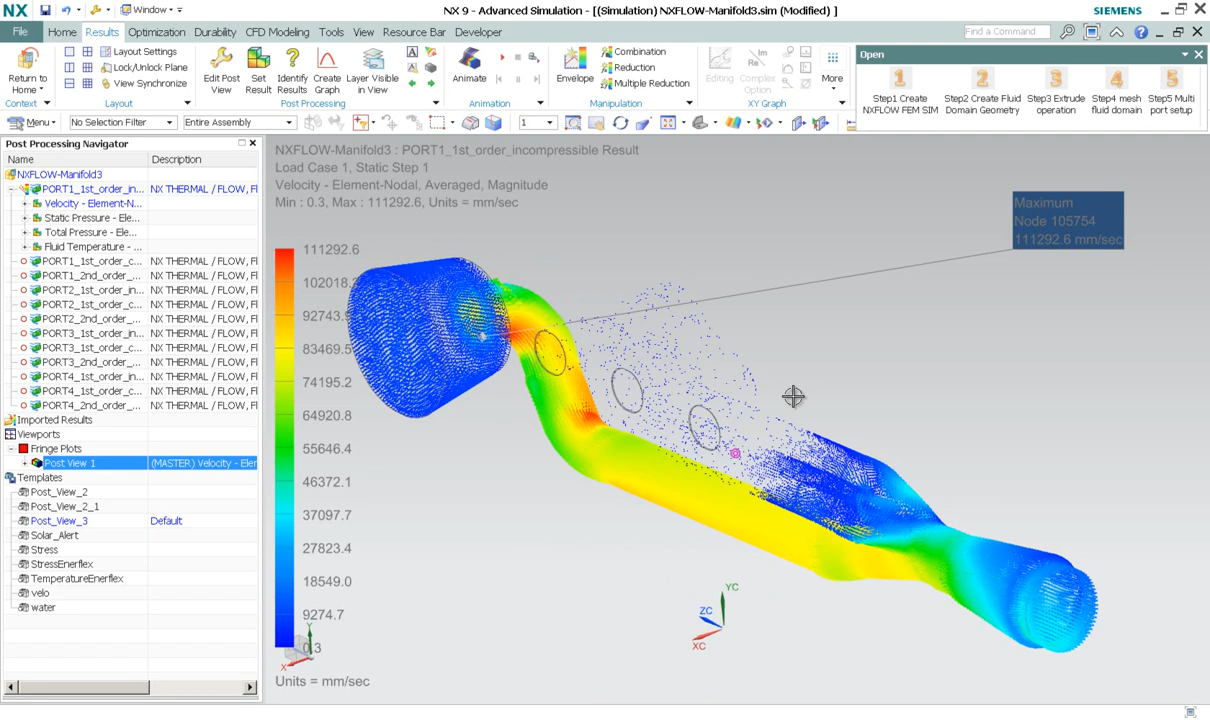 NX
Window
NX 9 - Advanced Simulation - [(Simulation) NXFLOW-Manifold3.sim (Modified) ]
SIEMENS
File
Home
Results
Optimization
Durability
CFD Modeling
Tools
View
Resource Bar
Developer
Find a Command
Return to
Home
Context
Layout Settings
Lock/Unlock Plane
View Synchronize
Layout
Edit Post
View
Set
Result
Identify
Results
Create
Graph
Layer Visible
in View
Post Processing
Animate
Animation
Envelope
Combination
Reduction
Multiple Reduction
Manipulation
Editing
Complex
Option
XY Graph
More
Open
1
2
3
4
5
Step1 Create
NXFLOW FEM SIM
Step2 Create Fluid
Domain Geometry
Step3 Extrude
operation
Step4 mesh
fluid domain
Step5 Multi
port setup
Menu
No Selection Filter
Entire Assembly
1
Post Processing Navigator
Name
Description
NXFLOW-Manifold3
PORT1_1st_order_in... NX THERMAL / FLOW, Fl
Velocity - Element-N...
Static Pressure - Ele...
Total Pressure - Ele...
Fluid Temperature - ...
PORT1_1st_order_c... NX THERMAL / FLOW, Fl
PORT1_2nd_order_... NX THERMAL / FLOW, Fl
PORT2_1st_order_in... NX THERMAL / FLOW, Fl
PORT2_1st_order_c... NX THERMAL / FLOW, Fl
PORT2_2nd_order_... NX THERMAL / FLOW, Fl
PORT3_1st_order_in... NX THERMAL / FLOW, Fl
PORT3_1st_order_c... NX THERMAL / FLOW, Fl
PORT3_2nd_order_... NX THERMAL / FLOW, Fl
PORT4_1st_order_in... NX THERMAL / FLOW, Fl
PORT4_1st_order_c... NX THERMAL / FLOW, Fl
PORT4_2nd_order_... NX THERMAL / FLOW, Fl
Imported Results
Viewports
Fringe Plots
Post View 1 (MASTER) Velocity - Eler
Templates
Post_View_2
Post_View_2_1
Post_View_3 Default
Solar_Alert
Stress
StressEnerflex
TemperatureEnerflex
velo
water
NXFLOW-Manifold3 : PORT1_1st_order_incompressible Result
Load Case 1, Static Step 1
Velocity - Element-Nodal, Averaged, Magnitude
Min : 0.3, Max : 111292.6, Units = mm/sec
Maximum
Node 105754
111292.6 mm/sec
111292.6
102018.
92743.
83469.
74195.2
64920.8
55646.4
46372.1
37097.7
27823.4
18549.0
9274.7
0.3
Units = mm/sec
Y
X
YC
ZC
XC